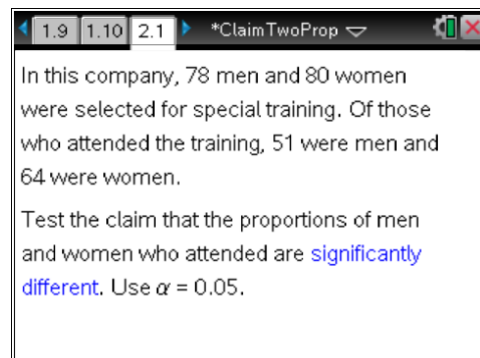 1.9 1.10 2.1 *ClaimTwoProp
In this company, 78 men and 80 women
were selected for special training. Of those
who attended the training, 51 were men and
64 were women.
Test the claim that the proportions of men
and women who attended are significantly
different. Use α = 0.05.